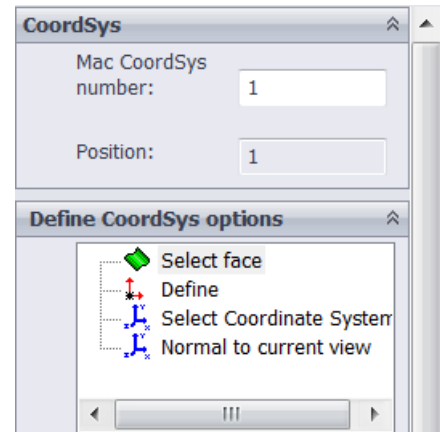 CoordSys
Mac CoordSys
number:
1
Position:
1
Define CoordSys options
Select face
Define
Select Coordinate System
Normal to current view